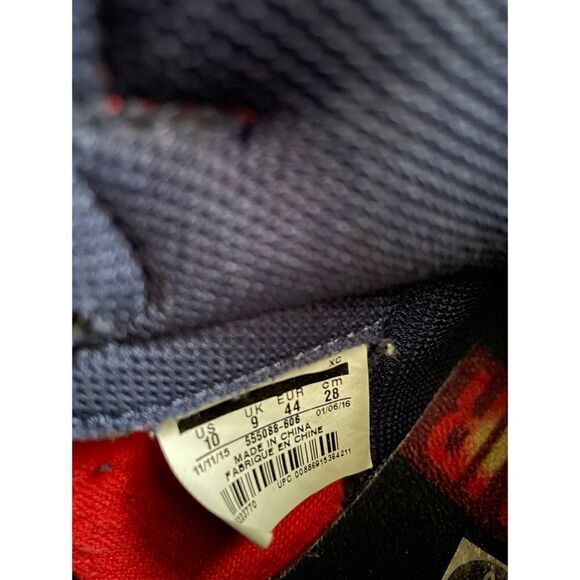 XC
US UK EUR cm
10 9 44 28
11/11/15 555088-606 01/06/16
MADE IN CHINA
FABRIQUE EN CHINE
UPC 00886915364211